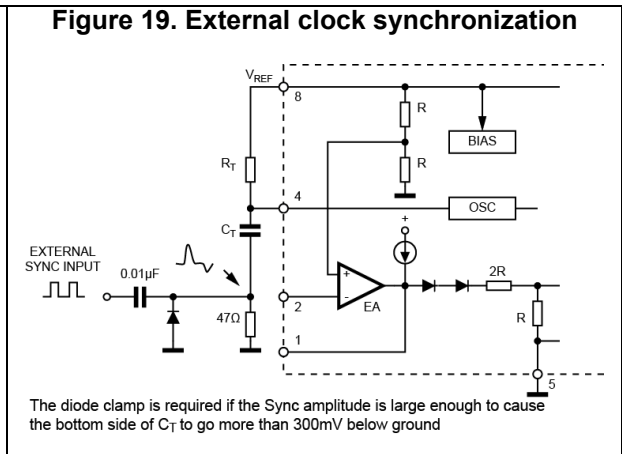 Figure 19. External clock synchronization
VREF
8
R
BIAS
RT
R
4
OSC
CT
+
EXTERNAL
SYNC INPUT
0.01µF
+
2R
EA
2
-
47Ω
R
1
5
The diode clamp is required if the Sync amplitude is large enough to cause
the bottom side of CT to go more than 300mV below ground